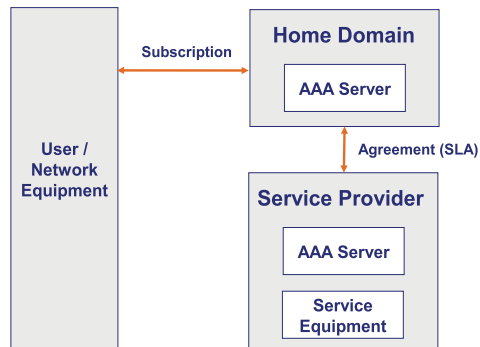 Subscription
Home Domain
AAA Server
User /
Network
Equipment
Agreement (SLA)
Service Provider
AAA Server
Service
Equipment